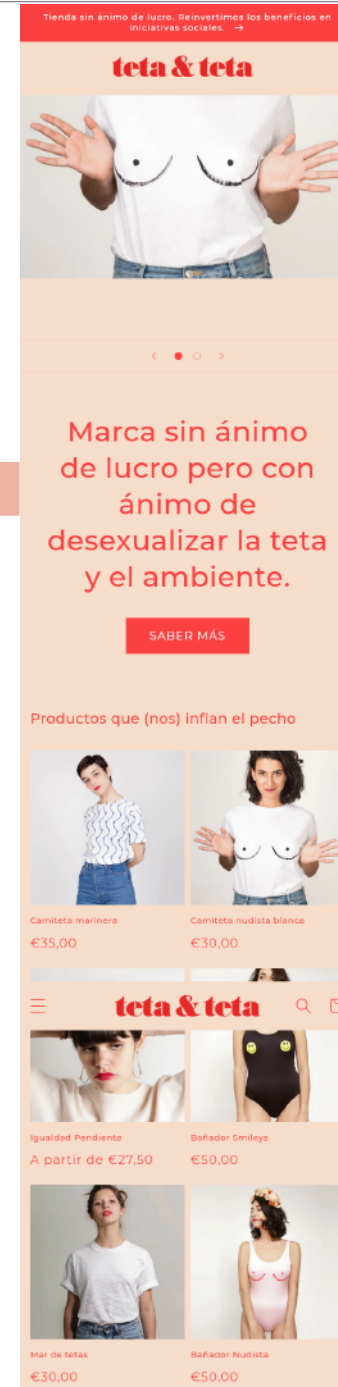 Tienda sin ánimo de lucro. Reinvertimos los beneficios en
iniciativas sociales. →
teta & teta
Marca sin ánimo
de lucro pero con
ánimo de
desexualizar la teta
y el ambiente.
SABER MÁS
Productos que (nos) inflan el pecho
Camiteta marinera
Camiteta nudista blanca
€35,00
€30,00
teta & teta
Igualdad Pendiente
Bañador Smileys
A partir de €27,50
€50,00
Mar de tetas
Bañador Nudista
€30,00
€50,00